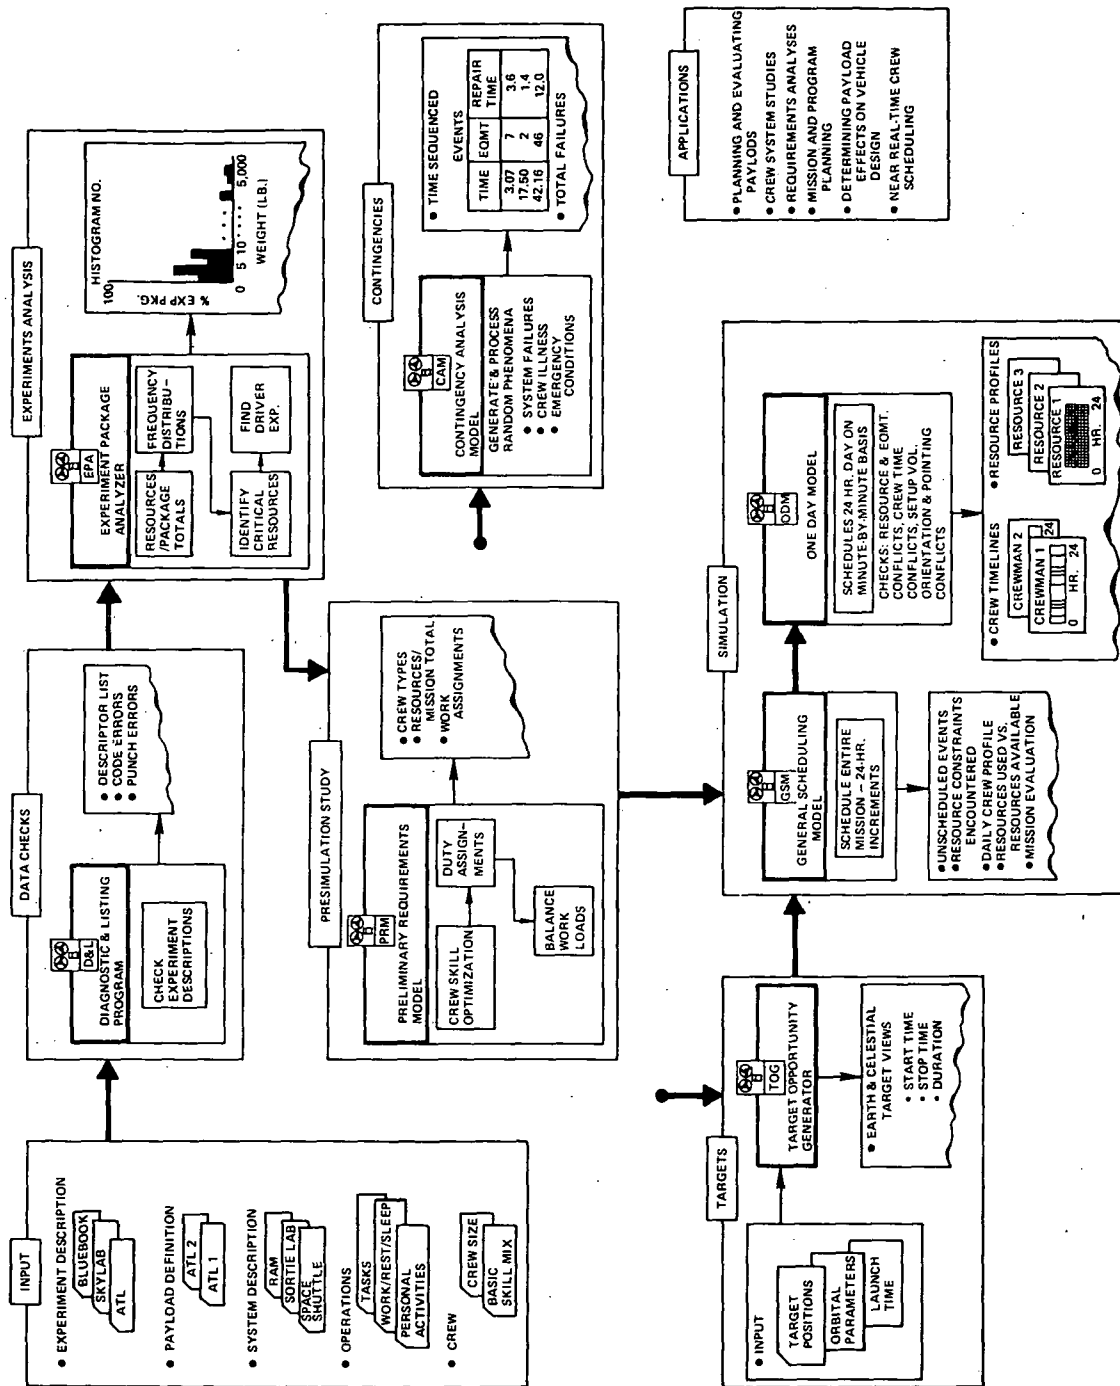 INPUT
• EXPERIMENT DESCRIPTION
BLUEBOOK
SKYLAB
ATL
• PAYLOAD DEFINITION
ATL 2
ATL 1
• SYSTEM DESCRIPTION
RAM
SORTIE LAB
SPACE
SHUTTLE
• OPERATIONS
TASKS
WORK/REST/SLEEP
PERSONAL
ACTIVITIES
• CREW
CREW SIZE
BASIC
SKILL MIX
DATA CHECKS
D&L
DIAGNOSTIC & LISTING
PROGRAM
CHECK
EXPERIMENT
DESCRIPTIONS
• DESCRIPTOR LIST
• CODE ERRORS
• PUNCH ERRORS
EXPERIMENTS ANALYSIS
EPA
EXPERIMENT PACKAGE
ANALYZER
RESOURCES
/PACKAGE
TOTALS
FREQUENCY
DISTRIBU-
TIONS
IDENTIFY
CRITICAL
RESOURCES
FIND
DRIVER
EXP.
HISTOGRAM NO.
100
% EXP PKG.
0 5 10 · · · · 5,000
WEIGHT (LB.)
PRESIMULATION STUDY
PRM
PRELIMINARY REQUIREMENTS
MODEL
CREW SKILL
OPTIMIZATION
DUTY
ASSIGN-
MENTS
BALANCE
WORK
LOADS
• CREW TYPES
• RESOURCES/
MISSION TOTAL
• WORK
ASSIGNMENTS
CONTINGENCIES
CAM
CONTINGENCY ANALYSIS
MODEL
GENERATE & PROCESS
RANDOM PHENOMENA
• SYSTEM FAILURES
• CREW ILLNESS
• EMERGENCY
CONDITIONS
• TIME SEQUENCED
EVENTS
TIME EQMT REPAIR
TIME
3.07 7 3.6
17.50 2 1.4
42.16 46 12.0
• TOTAL FAILURES
TARGETS
• INPUT
TARGET
POSITIONS
ORBITAL
PARAMETERS
LAUNCH
TIME
TOG
TARGET OPPORTUNITY
GENERATOR
• EARTH & CELESTIAL
TARGET VIEWS
• START TIME
• STOP TIME
• DURATION
SIMULATION
GSM
GENERAL SCHEDULING
MODEL
SCHEDULE ENTIRE
MISSION – 24-HR.
INCREMENTS
• UNSCHEDULED EVENTS
• RESOURCE CONSTRAINTS
ENCOUNTERED
• DAILY CREW PROFILE
• RESOURCES USED VS.
RESOURCES AVAILABLE
• MISSION EVALUATION
ODM
ONE DAY MODEL
SCHEDULES 24 HR. DAY ON
MINUTE-BY-MINUTE BASIS
CHECKS: RESOURCE & EQMT.
CONFLICTS, CREW TIME
CONFLICTS, SETUP VOL.
ORIENTATION & POINTING
CONFLICTS
• CREW TIMELINES
CREWMAN 2
24
CREWMAN 1
0 HR. 24
• RESOURCE PROFILES
RESOURCE 3
RESOURCE 2
RESOURCE 1
0 HR. 24
APPLICATIONS
• PLANNING AND EVALUATING
PAYLODS
• CREW SYSTEM STUDIES
• REQUIREMENTS ANALYSES
• MISSION AND PROGRAM
PLANNING
• DETERMINING PAYLOAD
EFFECTS ON VEHICLE
DESIGN
• NEAR REAL-TIME CREW
SCHEDULING